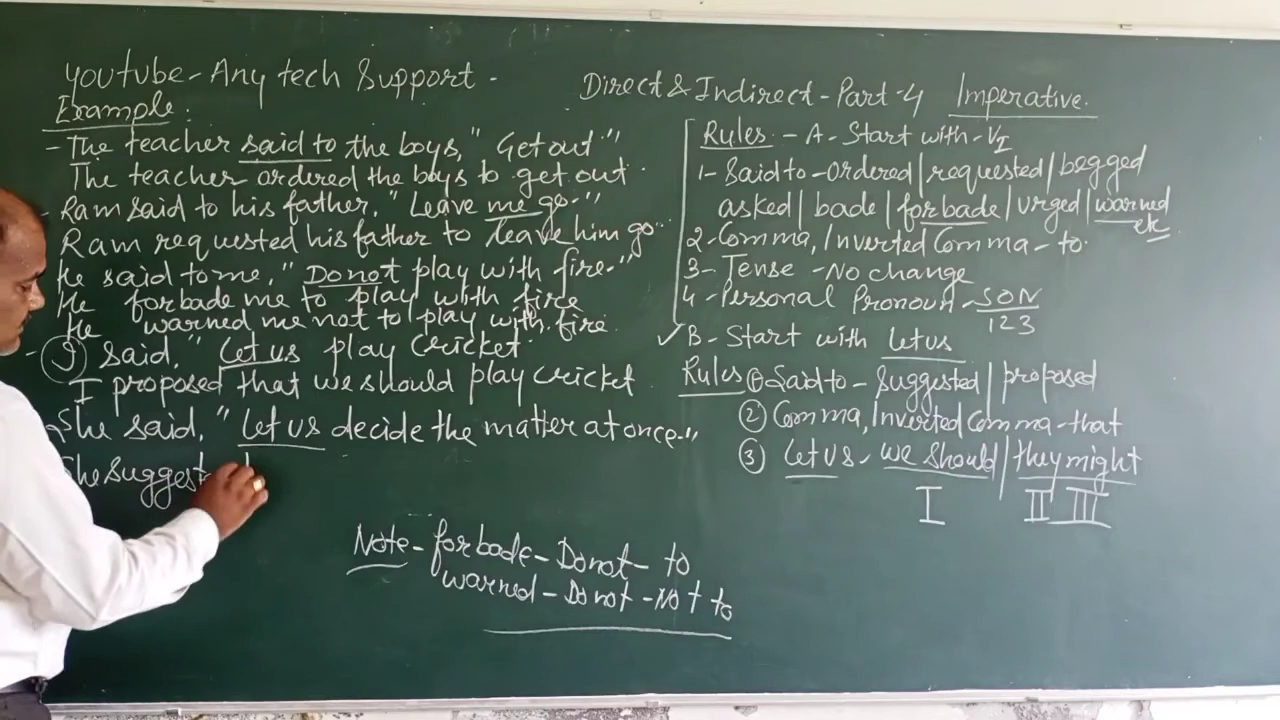 Youtube - Any tech Support -
Direct & Indirect - Part-4 Imperative.
Example:
- The teacher said to the boys, "Get out"
The teacher ordered the boys to get out.
- Ram said to his father, "Leave me go."
Ram requested his father to leave him go.
He said to me, "Do not play with fire."
He forbade me to play with fire
He warned me not to play with fire.
- I said, "Let us play cricket.
I proposed that we should play cricket.
She said, "Let us decide the matter at once."
She suggest
Rules - A - Start with - V1
1 - Said to - Ordered | requested | begged
asked | bade | forbade | urged | warned
etc
2 - Comma, Inverted Comma - to.
3 - Tense - No change
4 - Personal Pronoun - SON
123
✓ B - Start with let us
Rules ① Said to - Suggested | proposed
② Comma, Inverted Comma - that
③ Let us - we should | they might
I II III
Note - forbade - Do not - to
warned - Do not - Not to